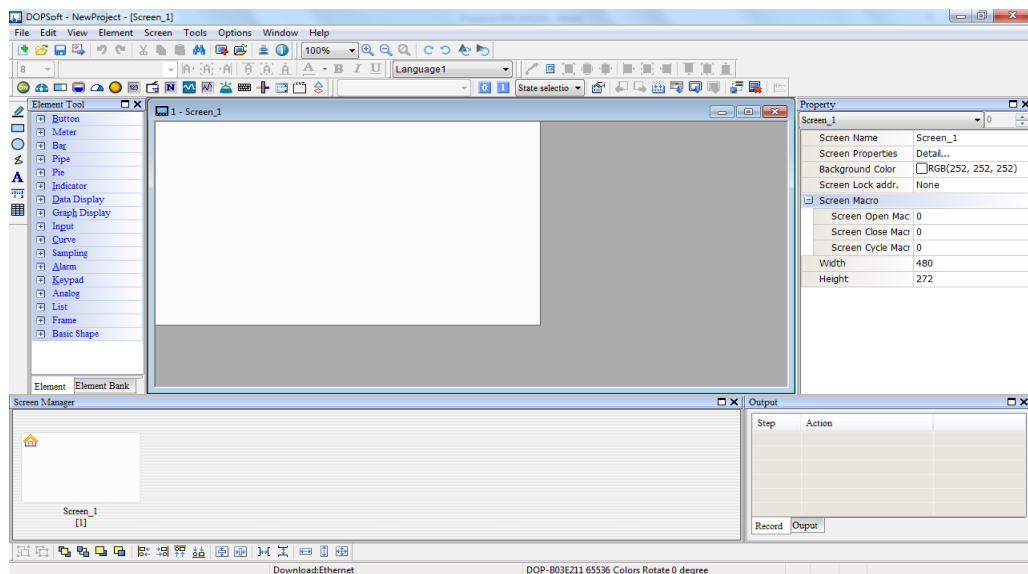 DOPSoft - NewProject - [Screen_1]
File Edit View Element Screen Tools Options Window Help
100%
8 A A A A A A A - B I U Language1
State selectio
Element Tool
Button
Meter
Bar
Pipe
Pie
Indicator
Data Display
Graph Display
Input
Curve
Sampling
Alarm
Keypad
Analog
List
Frame
Basic Shape
Element Element Bank
1 - Screen_1
Property
Screen_1 0
Screen Name Screen_1
Screen Properties Detail...
Background Color RGB(252, 252, 252)
Screen Lock addr. None
Screen Macro
Screen Open Mac 0
Screen Close Macr 0
Screen Cycle Macr 0
Width 480
Height 272
Screen Manager
Screen_1
[1]
Output
Step Action
Record Ouput
Download:Ethernet DOP-B03E211 65536 Colors Rotate 0 degree